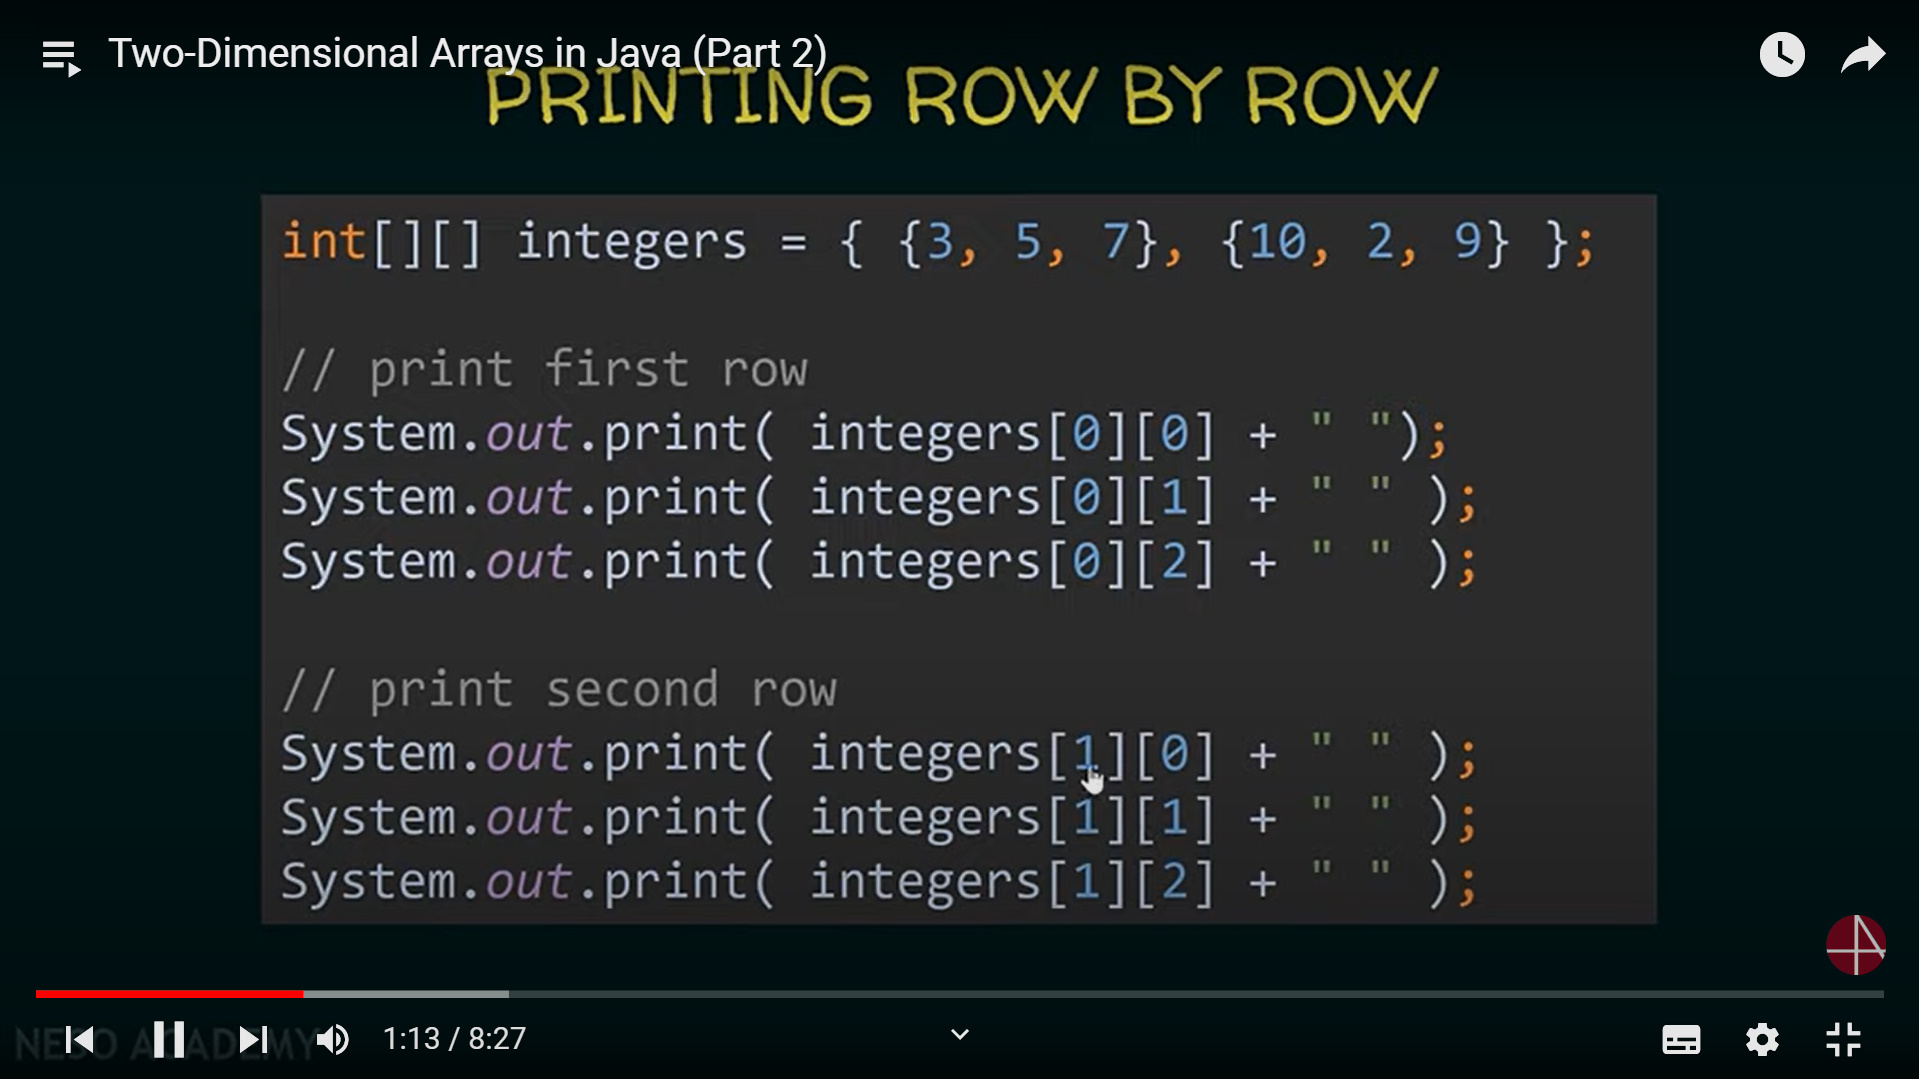 Two-Dimensional Arrays in Java (Part 2)
PRINTING ROW BY ROW
int[][] integers = { {3, 5, 7}, {10, 2, 9} };
// print first row
System.out.print( integers[0][0] + " ");
System.out.print( integers[0][1] + " " );
System.out.print( integers[0][2] + " " );
// print second row
System.out.print( integers[1][0] + " " );
System.out.print( integers[1][1] + " " );
System.out.print( integers[1][2] + " " );
NESO ACADEMY
1:13 / 8:27